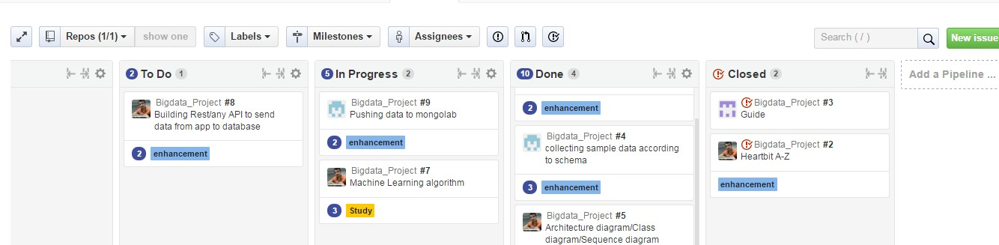 Repos (1/1) show one Labels Milestones Assignees Search ( / ) New issue
2 To Do 1
5 In Progress 2
10 Done 4
Closed 2
Add a Pipeline ...
Bigdata_Project #8
Building Rest/any API to send
data from app to database
2 enhancement
Bigdata_Project #9
Pushing data to mongolab
2 enhancement
Bigdata_Project #7
Machine Learning algorithm
3 Study
2 enhancement
Bigdata_Project #4
collecting sample data according
to schema
3 enhancement
Bigdata_Project #5
Architecture diagram/Class
diagram/Sequence diagram
Bigdata_Project #3
Guide
Bigdata_Project #2
Heartbit A-Z
enhancement